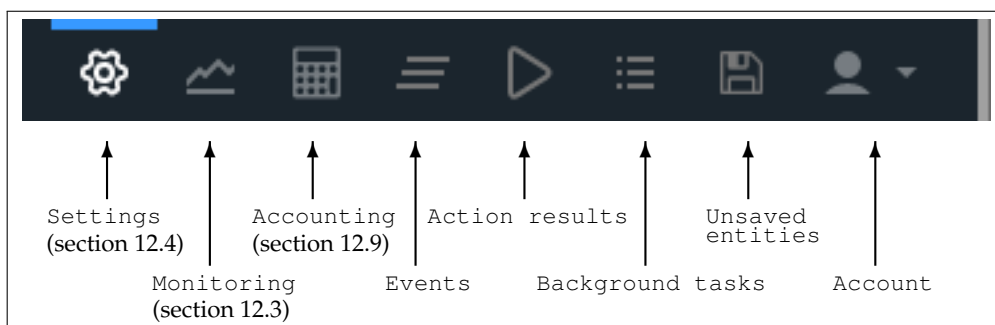 Settings
(section 12.4)
Accounting
(section 12.9)
Action results
Unsaved
entities
Monitoring
(section 12.3)
Events
Background tasks
Account